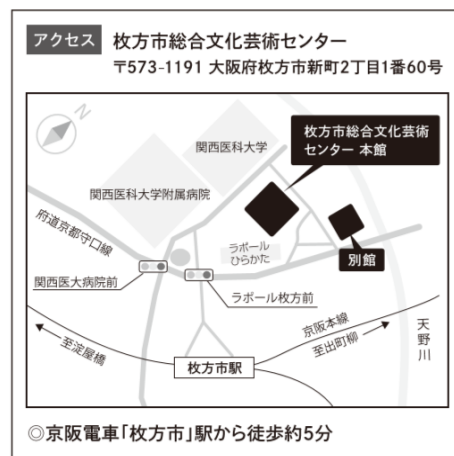 アクセス 枚方市総合文化芸術センター
〒573-1191 大阪府枚方市新町2丁目1番60号
N
関西医科大学
枚方市総合文化芸術
センター 本館
関西医科大学附属病院
府道京都守口線
ラポール
ひらかた
別館
関西医大病院前
ラポール枚方前
京阪本線
至出町柳
天野川
至淀屋橋
枚方市駅
◎京阪電車「枚方市」駅から徒歩約5分